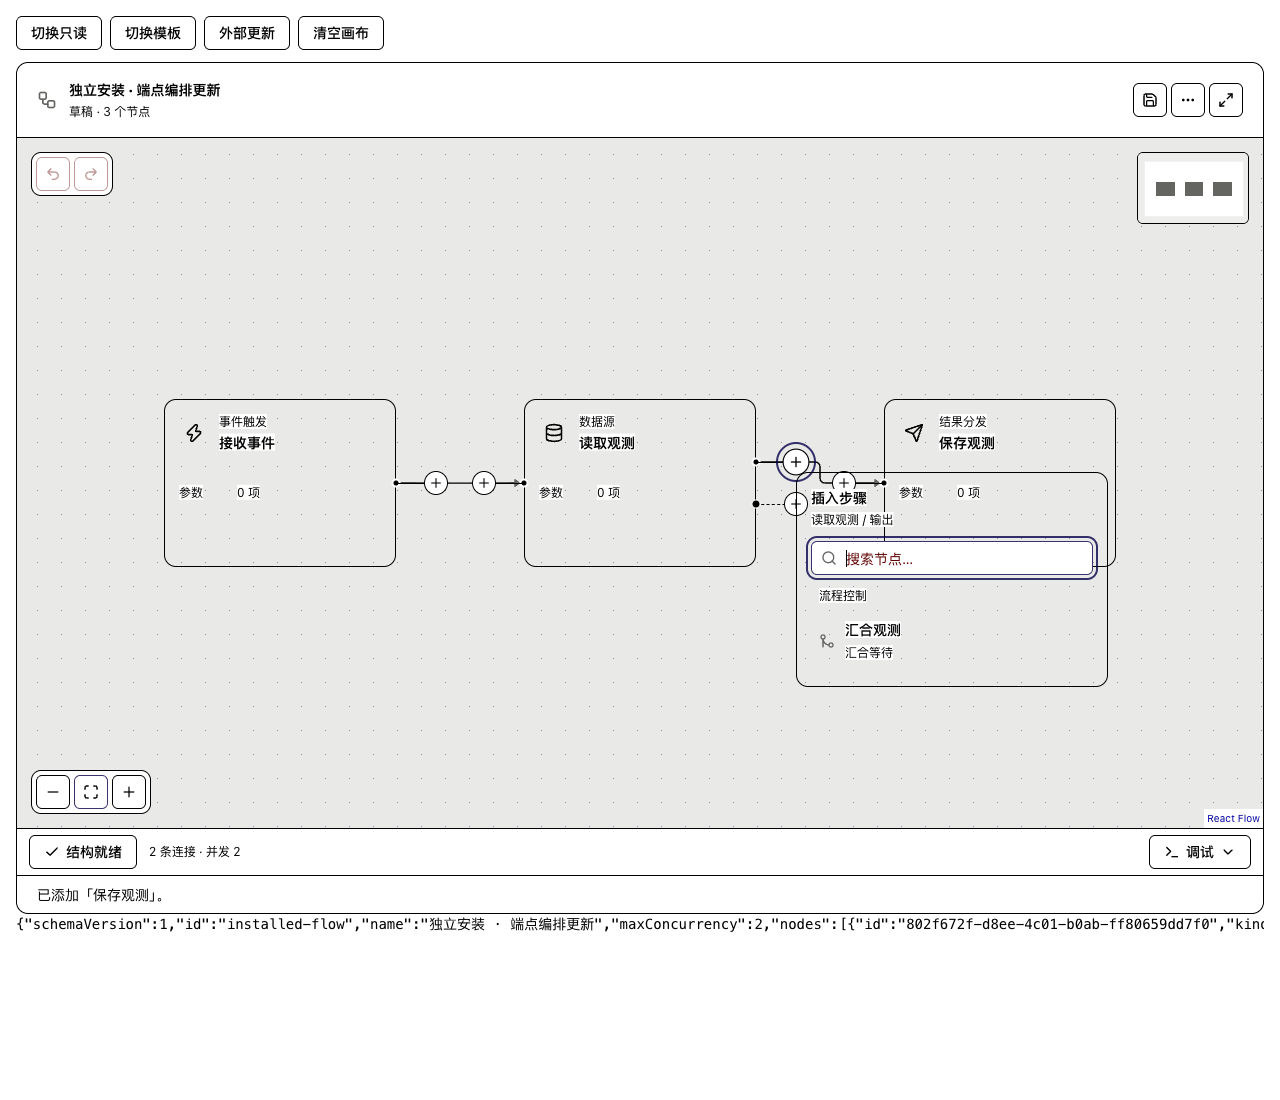 切换只读 切换模板 外部更新 清空画布
独立安装 · 端点编排更新
草稿 · 3 个节点
事件触发
接收事件
参数 0 项
数据源
读取观测
参数 0 项
结果分发
保存观测
参数 0 项
插入步骤
读取观测 / 输出
搜索节点...
流程控制
汇合观测
汇合等待
React Flow
结构就绪 2 条连接 · 并发 2 调试
已添加「保存观测」。
{"schemaVersion":1,"id":"installed-flow","name":"独立安装 · 端点编排更新","maxConcurrency":2,"nodes":[{"id":"802f672f-d8ee-4c01-b0ab-ff80659dd7f0","kind